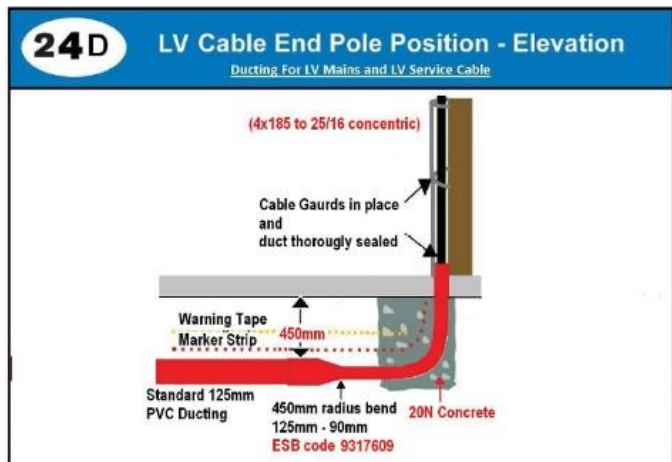 24D
LV Cable End Pole Position - Elevation
Ducting For LV Mains and LV Service Cable
(4x185 to 25/16 concentric)
Cable Gaurds in place
and
duct thorougly sealed
Warning Tape
450mm
Marker Strip
Standard 125mm
PVC Ducting
450mm radius bend
125mm - 90mm
ESB code 9317609
20N Concrete